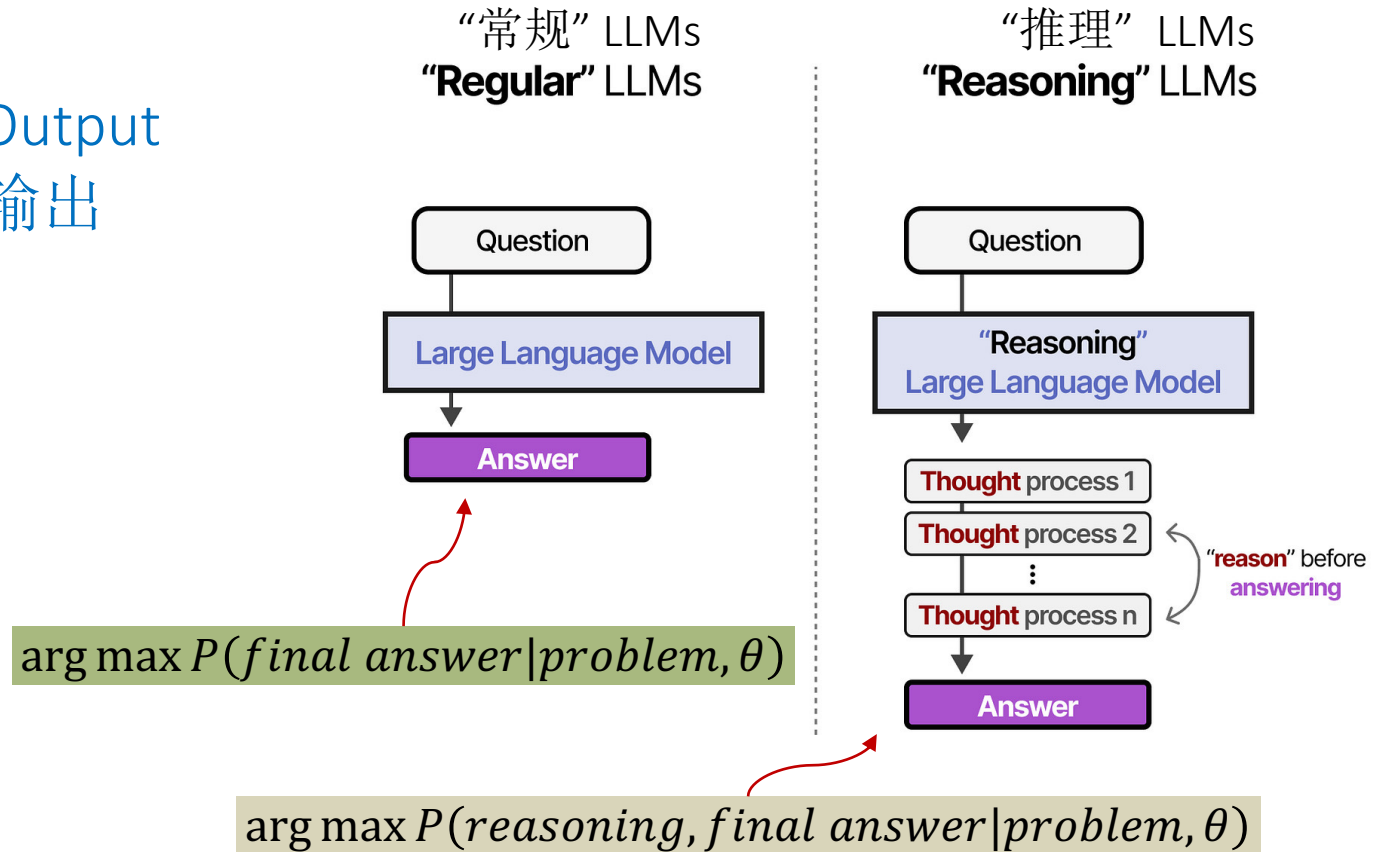 Output
输出
“常规” LLMs
“Regular” LLMs
Question
Large Language Model
Answer
arg max P(final answer|problem, θ)
“推理” LLMs
“Reasoning” LLMs
Question
“Reasoning”
Large Language Model
Thought process 1
Thought process 2
⋮
Thought process n
“reason” before
answering
Answer
arg max P(reasoning, final answer|problem, θ)